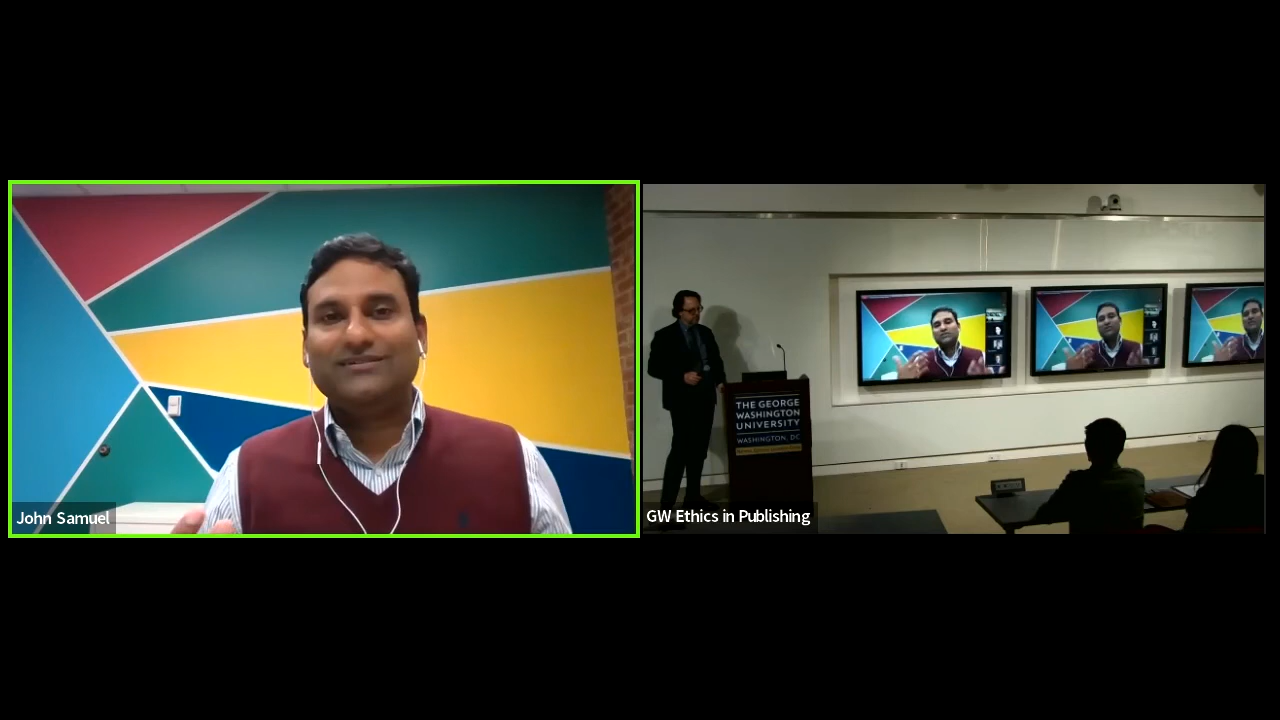 John Samuel
GW Ethics in Publishing
THE GEORGE
WASHINGTON
UNIVERSITY
WASHINGTON, DC